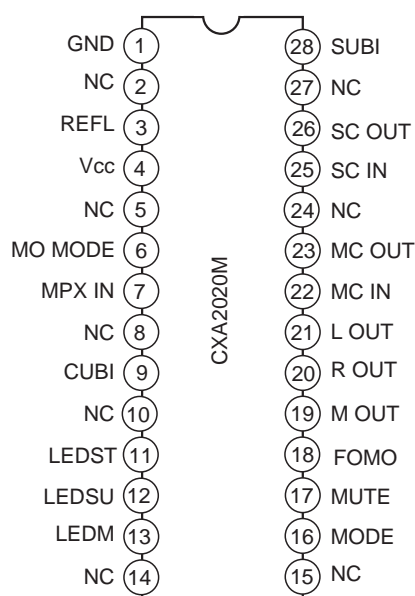 GND 1 28 SUBI
NC 2 27 NC
REFL 3 26 SC OUT
Vcc 4 25 SC IN
NC 5 24 NC
MO MODE 6 23 MC OUT
MPX IN 7 22 MC IN
NC 8 21 L OUT
CUBI 9 20 R OUT
NC 10 19 M OUT
LEDST 11 18 FOMO
LEDSU 12 17 MUTE
LEDM 13 16 MODE
NC 14 15 NC
CXA2020M